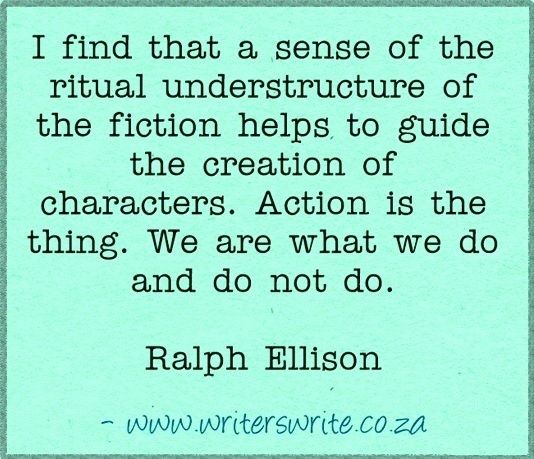 I find that a sense of the
ritual understructure of
the fiction helps to guide
the creation of
characters. Action is the
thing. We are what we do
and do not do.
Ralph Ellison
- www.writerswrite.co.za